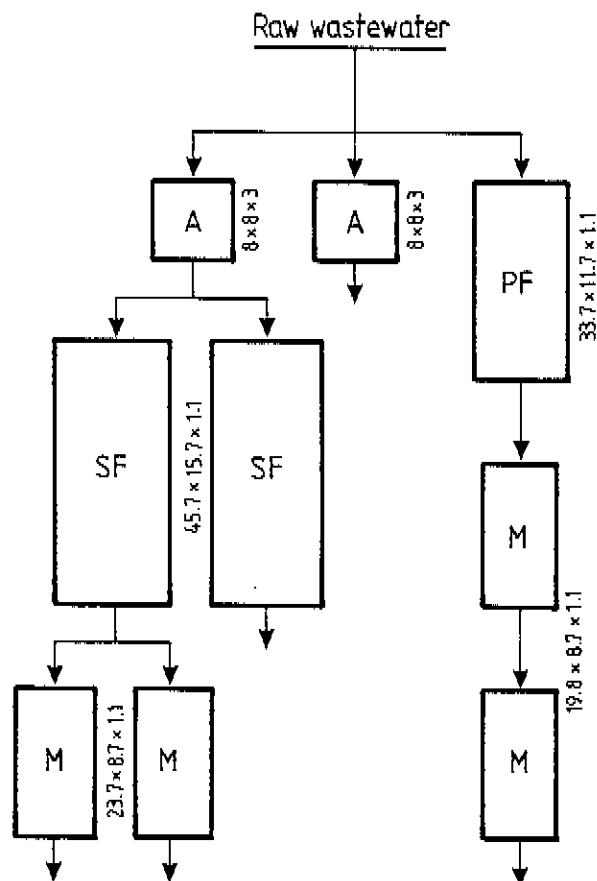 Raw wastewater
A
8×8×3
A
8×8×3
PF
33.7×11.7×1.1
SF
45.7×15.7×1.1
SF
M
19.8×8.7×1.1
M
23.7×8.7×1.1
M
M